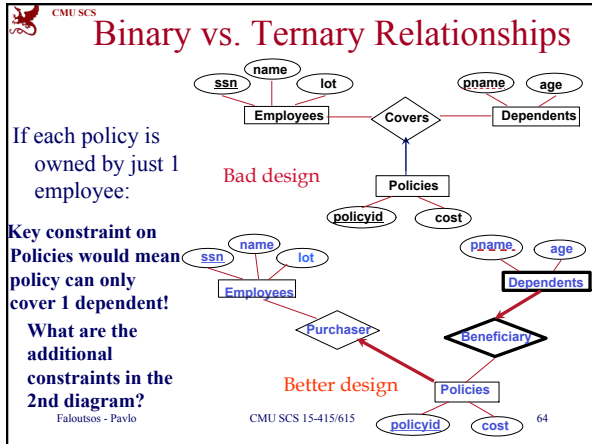 CMU SCS
Binary vs. Ternary Relationships
name
ssn
lot
Employees
Covers
pname
age
Dependents
If each policy is
owned by just 1
employee:
Bad design
Policies
policyid
cost
Key constraint on
Policies would mean
policy can only
cover 1 dependent!
What are the
additional
constraints in the
2nd diagram?
name
ssn
lot
Employees
Purchaser
pname
age
Dependents
Beneficiary
Better design
Policies
policyid
cost
Faloutsos - Pavlo
CMU SCS 15-415/615
64